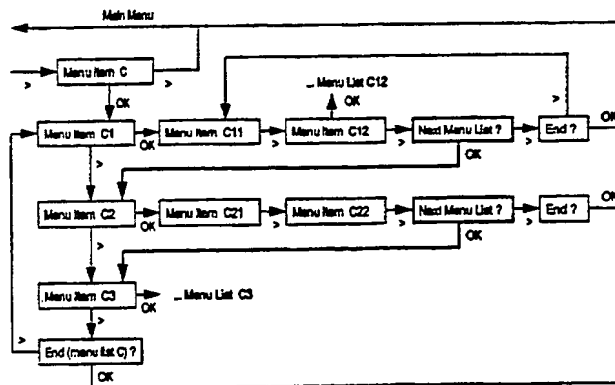 Main Menu
Menu Item C
>
>
OK
... Menu List C12
OK
>
Menu Item C1
OK
Menu Item C11
>
Menu Item C12
>
Next Menu List ?
>
End ?
OK
>
OK
Menu Item C2
OK
Menu Item C21
>
Menu Item C22
>
Next Menu List ?
>
End ?
OK
>
OK
Menu Item C3
OK
... Menu List C3
>
>
End (menu list C) ?
OK